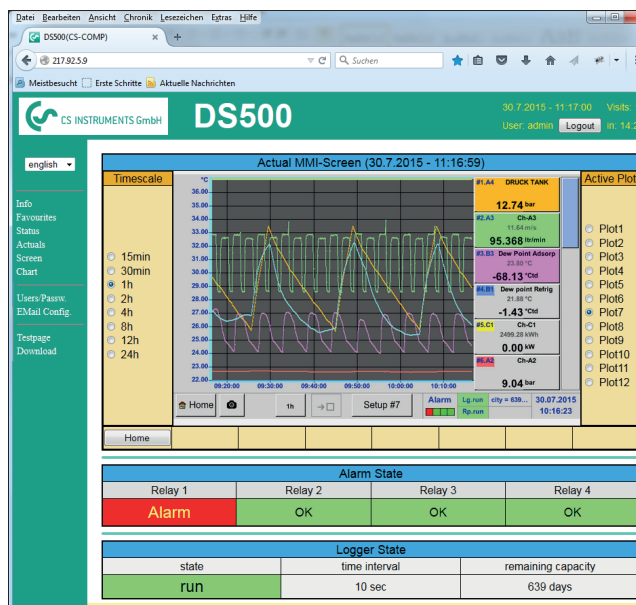 Datei Bearbeiten Ansicht Chronik Lesezeichen Extras Hilfe
DS500(CS-COMP) × +
217.92.5.9 Suchen
Meistbesucht Erste Schritte Aktuelle Nachrichten
CS INSTRUMENTS GmbH
DS500
30.7.2015 - 11:17:00 Visits:
User: admin Logout in: 14:2
english
Info
Favourites
Status
Actuals
Screen
Chart
Users/Passw.
EMail Config.
Testpage
Download
Actual MMI-Screen (30.7.2015 - 11:16:59)
Timescale
15min
30min
1h
2h
4h
8h
12h
24h
°C
36.00
35.00
34.00
33.00
32.00
31.00
30.00
29.00
28.00
27.00
26.00
25.00
24.00
23.00
22.00
09:20:00 09:30:00 09:40:00 09:50:00 10:00:00 10:10:00
#1.A4 DRUCK TANK
12.74 bar
#2.A3 Ch-A3
11.64 m/s
95.368 ltr/min
#3.B3 Dew Point Adsorp
23.80 °C
-68.13 °Ctd
#4.B1 Dew point Refrig
21.88 °C
-1.43 °Ctd
#5.C1 Ch-C1
2499.28 kWh
0.00 kW
#6.A2 Ch-A2
9.04 bar
Home 1h Setup #7 Alarm Lg.run city = 639... 30.07.2015
Rp.run 10:16:23
Active Plot
Plot1
Plot2
Plot3
Plot4
Plot5
Plot6
Plot7
Plot8
Plot9
Plot10
Plot11
Plot12
Home
Alarm State
Relay 1 Relay 2 Relay 3 Relay 4
Alarm OK OK OK
Logger State
state time interval remaining capacity
run 10 sec 639 days